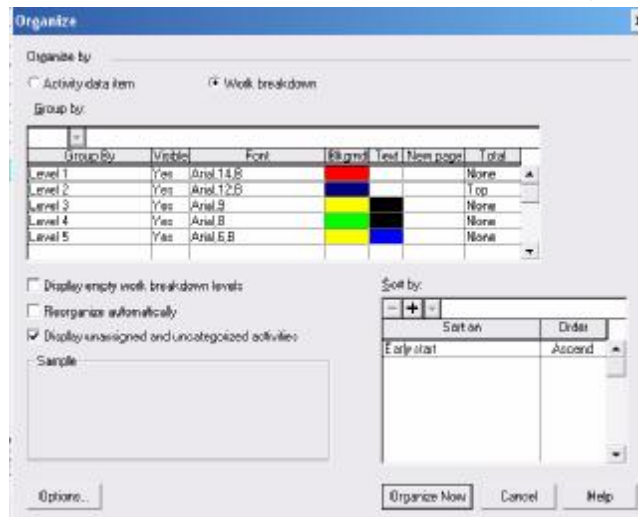 Organize
Organize by
Activity data item Work breakdown
Group by:
Group By Visible Font Bkgrnd Text New page Total
Level 1 Yes Arial,14,B None
Level 2 Yes Arial,12,B Top
Level 3 Yes Arial,9 None
Level 4 Yes Arial,8 None
Level 5 Yes Arial,6,B None
Display empty work breakdown levels
Reorganize automatically
Display unassigned and uncategorized activities
Sample
Sort by:
Sort on Order
Early start Ascend
Options...
Organize Now Cancel Help